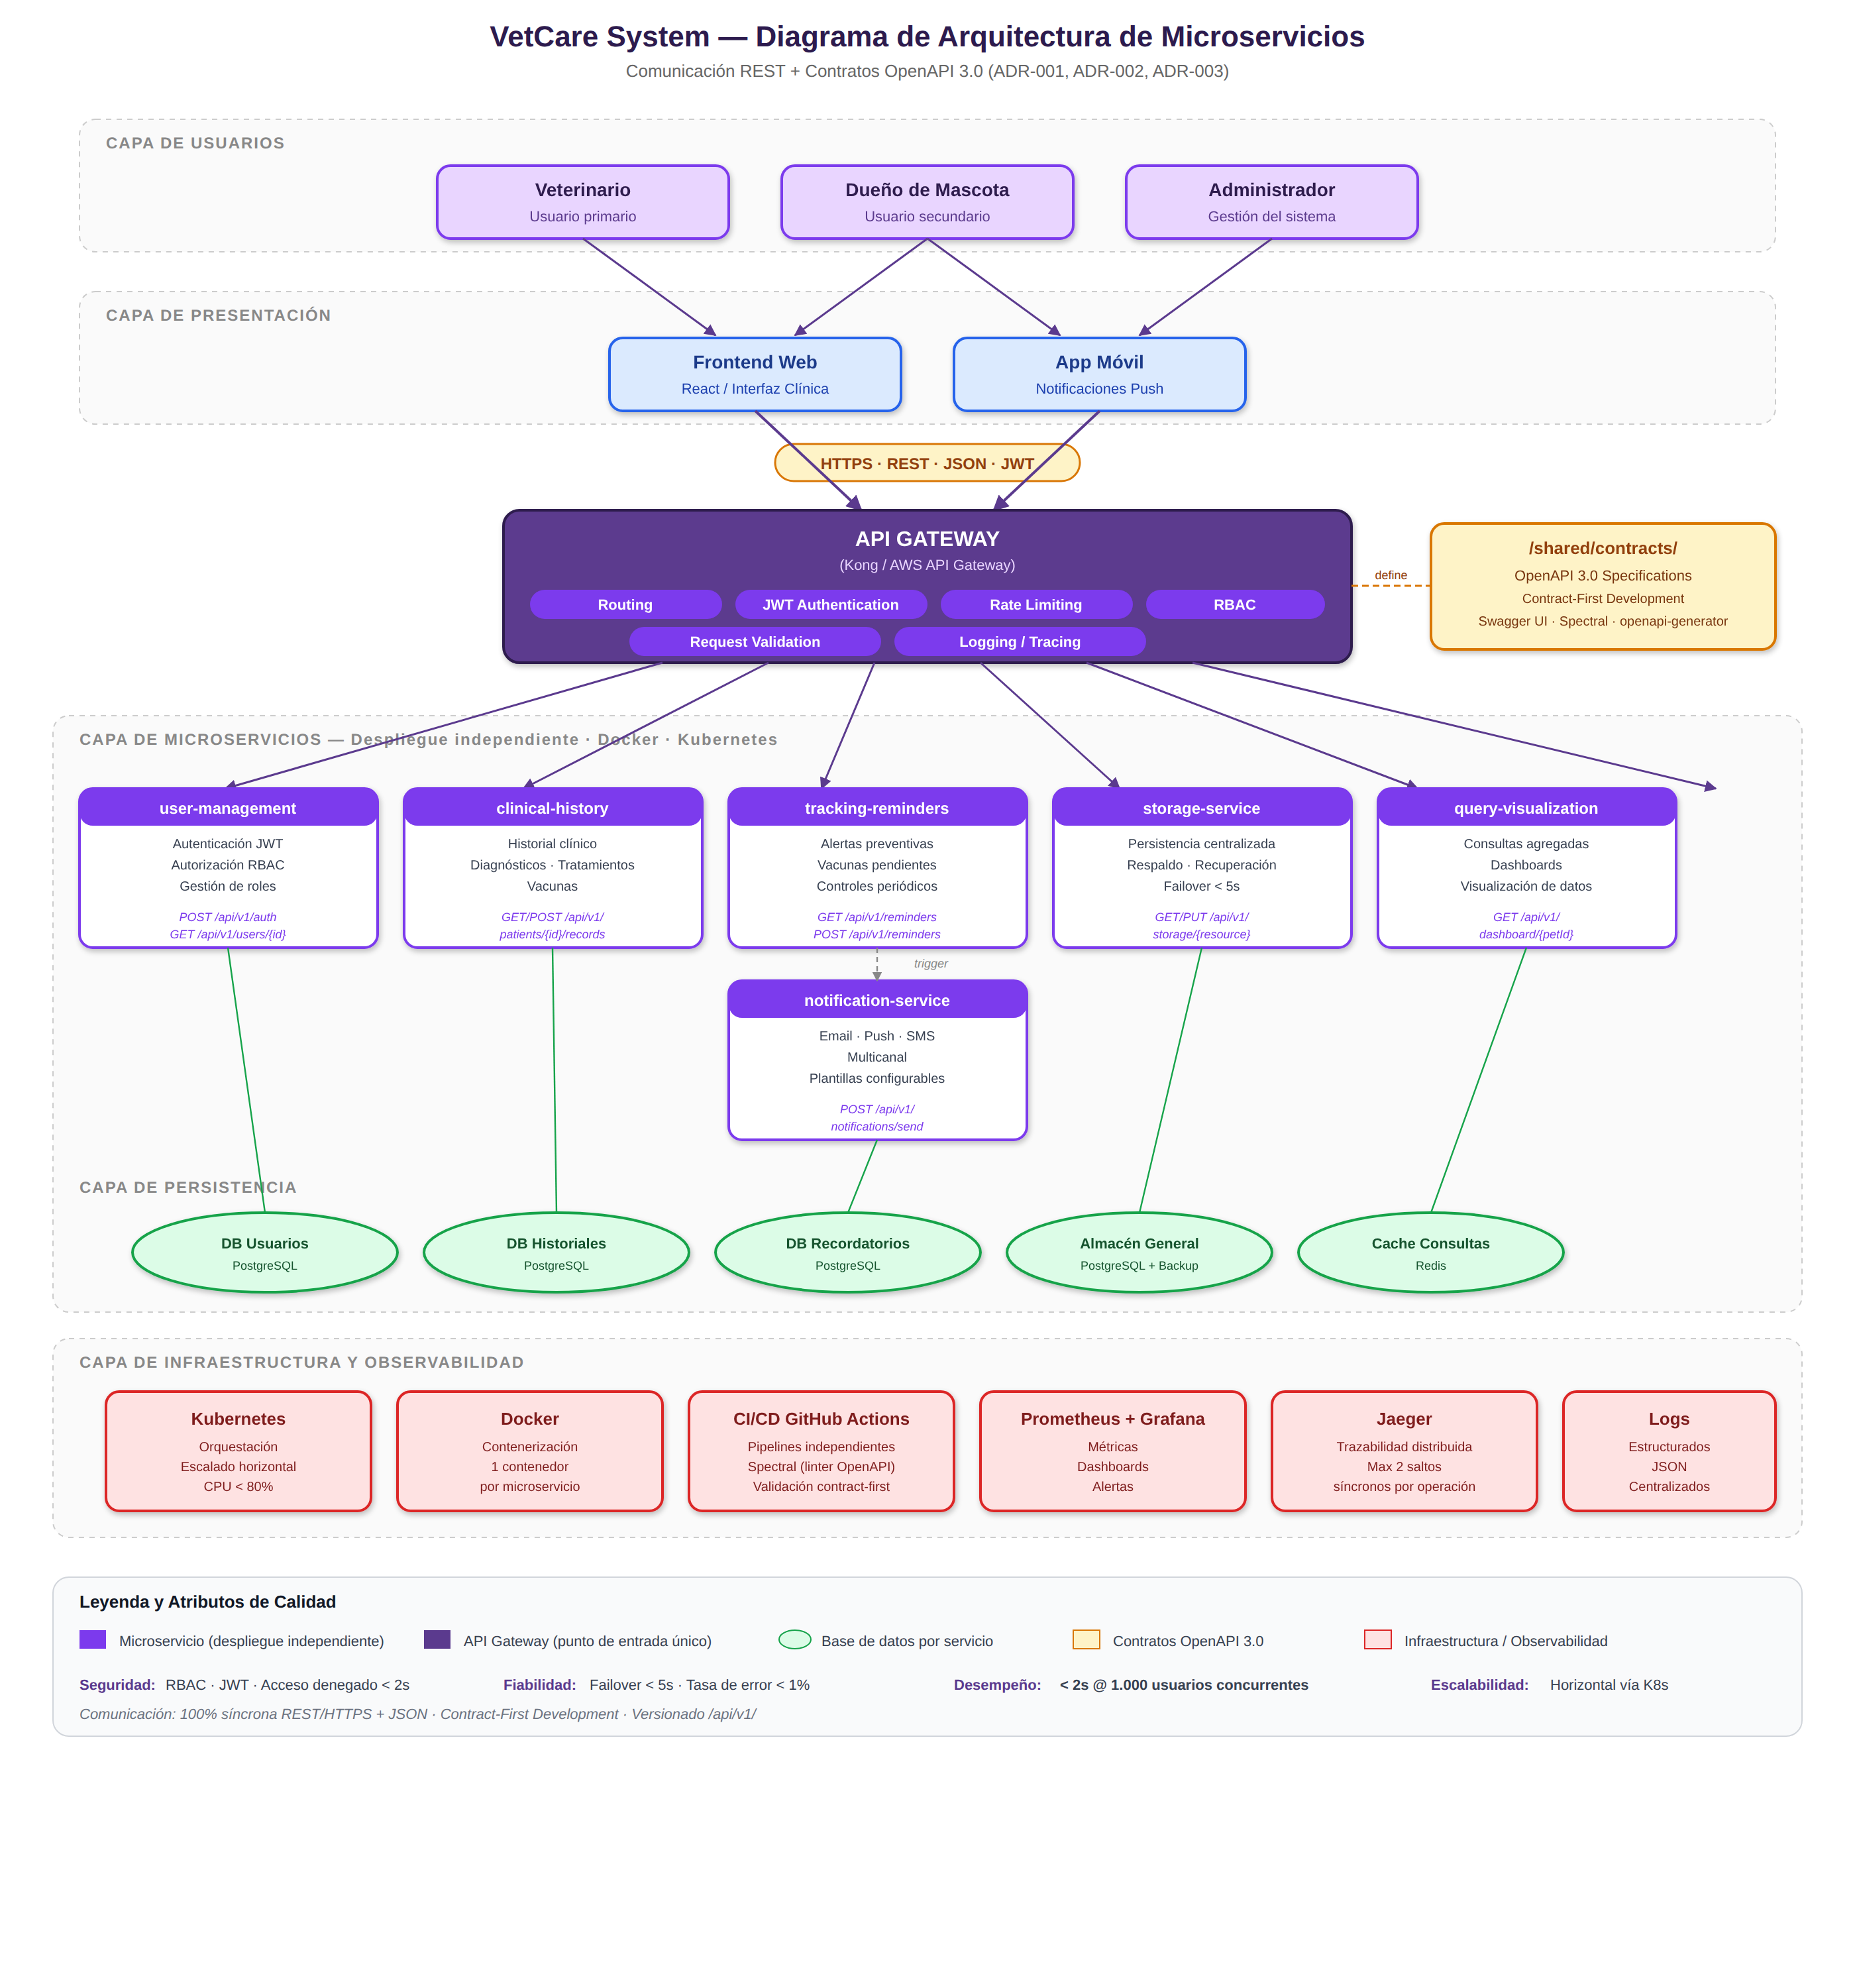 VetCare System — Diagrama de Arquitectura de Microservicios
Comunicación REST + Contratos OpenAPI 3.0 (ADR-001, ADR-002, ADR-003)
CAPA DE USUARIOS
Veterinario
Usuario primario
Dueño de Mascota
Usuario secundario
Administrador
Gestión del sistema
CAPA DE PRESENTACIÓN
Frontend Web
React / Interfaz Clínica
App Móvil
Notificaciones Push
HTTPS · REST · JSON · JWT
API GATEWAY
(Kong / AWS API Gateway)
Routing
JWT Authentication
Rate Limiting
RBAC
Request Validation
Logging / Tracing
define
/shared/contracts/
OpenAPI 3.0 Specifications
Contract-First Development
Swagger UI · Spectral · openapi-generator
CAPA DE MICROSERVICIOS — Despliegue independiente · Docker · Kubernetes
user-management
Autenticación JWT
Autorización RBAC
Gestión de roles
POST /api/v1/auth
GET /api/v1/users/{id}
clinical-history
Historial clínico
Diagnósticos · Tratamientos
Vacunas
GET/POST /api/v1/
patients/{id}/records
tracking-reminders
Alertas preventivas
Vacunas pendientes
Controles periódicos
GET /api/v1/reminders
POST /api/v1/reminders
storage-service
Persistencia centralizada
Respaldo · Recuperación
Failover < 5s
GET/PUT /api/v1/
storage/{resource}
query-visualization
Consultas agregadas
Dashboards
Visualización de datos
GET /api/v1/
dashboard/{petId}
trigger
notification-service
Email · Push · SMS
Multicanal
Plantillas configurables
POST /api/v1/
notifications/send
CAPA DE PERSISTENCIA
DB Usuarios
PostgreSQL
DB Historiales
PostgreSQL
DB Recordatorios
PostgreSQL
Almacén General
PostgreSQL + Backup
Cache Consultas
Redis
CAPA DE INFRAESTRUCTURA Y OBSERVABILIDAD
Kubernetes
Orquestación
Escalado horizontal
CPU < 80%
Docker
Contenerización
1 contenedor
por microservicio
CI/CD GitHub Actions
Pipelines independientes
Spectral (linter OpenAPI)
Validación contract-first
Prometheus + Grafana
Métricas
Dashboards
Alertas
Jaeger
Trazabilidad distribuida
Max 2 saltos
síncronos por operación
Logs
Estructurados
JSON
Centralizados
Leyenda y Atributos de Calidad
Microservicio (despliegue independiente)
API Gateway (punto de entrada único)
Base de datos por servicio
Contratos OpenAPI 3.0
Infraestructura / Observabilidad
Seguridad: RBAC · JWT · Acceso denegado < 2s
Fiabilidad: Failover < 5s · Tasa de error < 1%
Desempeño: < 2s @ 1.000 usuarios concurrentes
Escalabilidad: Horizontal vía K8s
Comunicación: 100% síncrona REST/HTTPS + JSON · Contract-First Development · Versionado /api/v1/